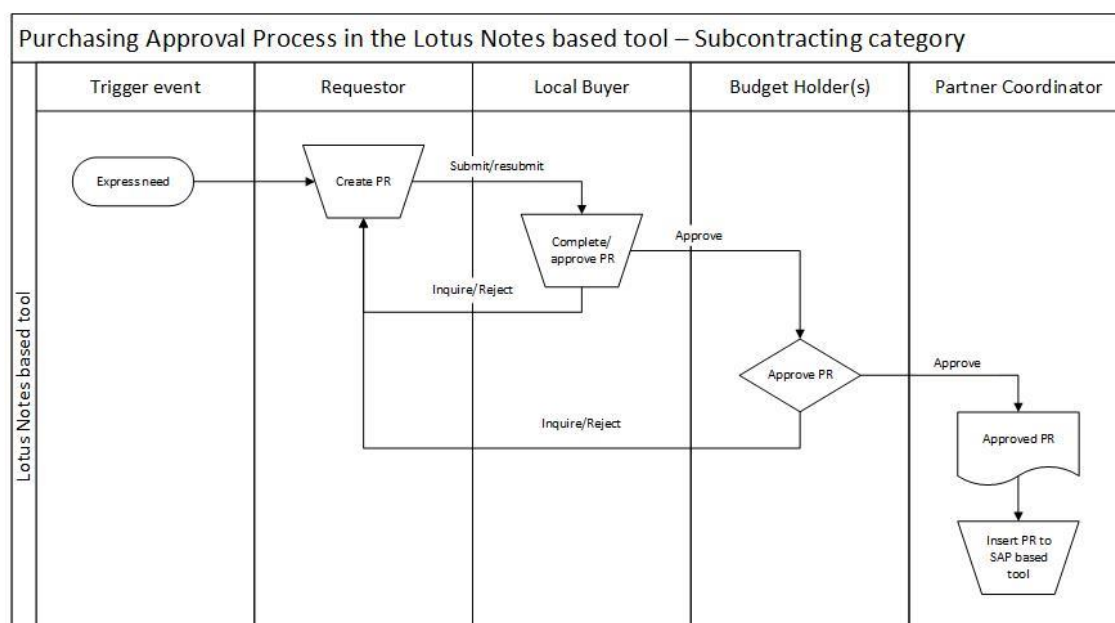 Purchasing Approval Process in the Lotus Notes based tool – Subcontracting category
Trigger event
Requestor
Local Buyer
Budget Holder(s)
Partner Coordinator
Lotus Notes based tool
Express need
Create PR
Submit/resubmit
Complete/
approve PR
Approve
Inquire/Reject
Approve PR
Approve
Inquire/Reject
Approved PR
Insert PR to
SAP based
tool